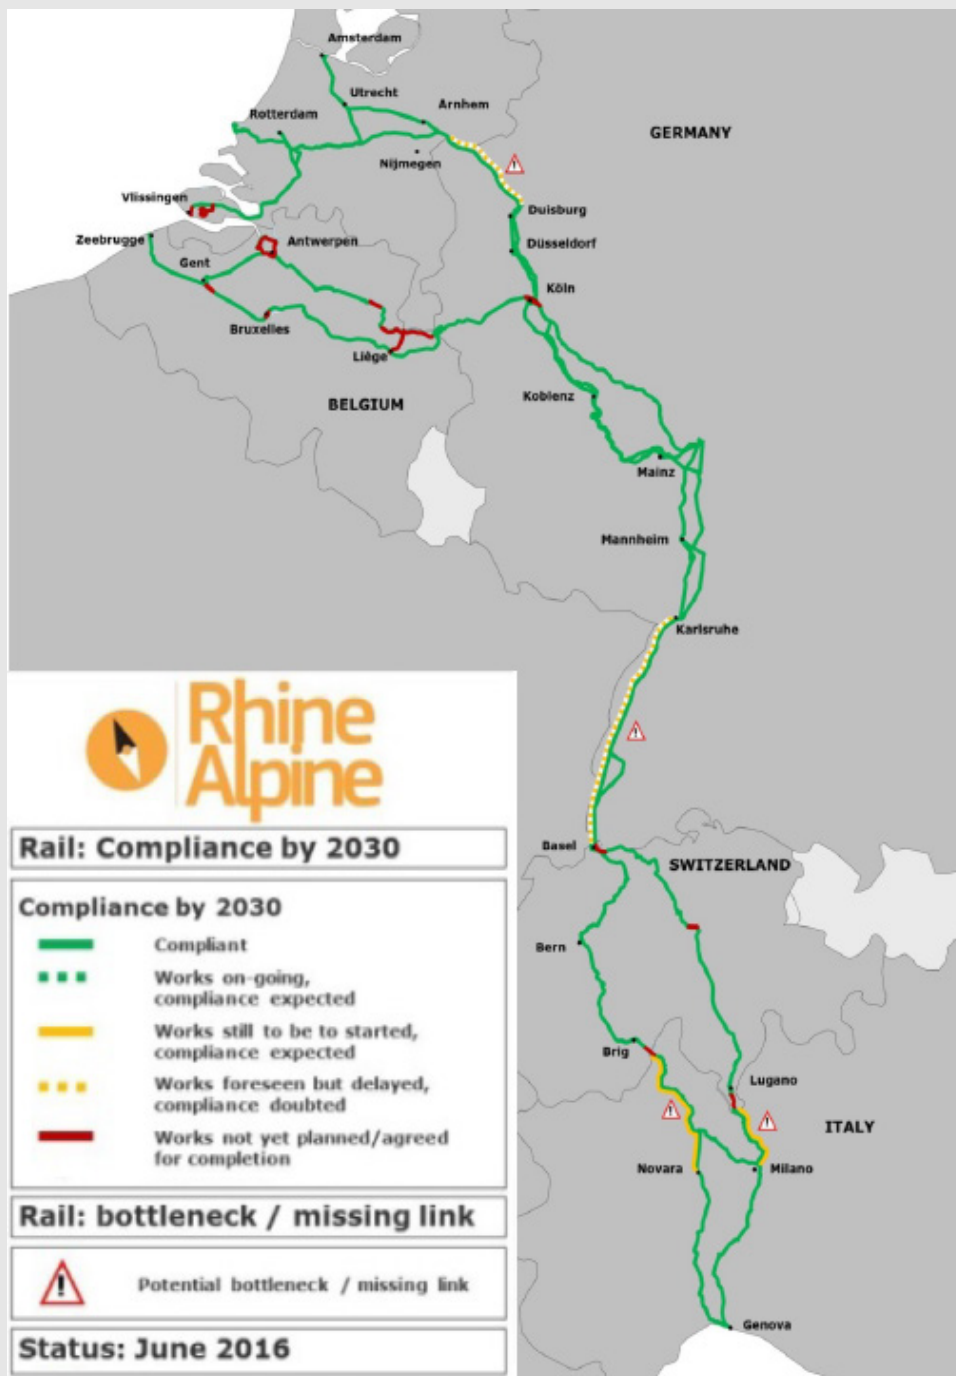 Amsterdam
Utrecht
Arnhem
Rotterdam
GERMANY
Nijmegen
Vlissingen
Duisburg
Zeebrugge
Antwerpen
Düsseldorf
Gent
Köln
Bruxelles
Liège
Koblenz
BELGIUM
Mainz
Mannheim
Karlsruhe
Rhine
Alpine
Rail: Compliance by 2030
Basel
SWITZERLAND
Compliance by 2030
Compliant
Bern
Works on-going,
compliance expected
Works still to be to started,
compliance expected
Brig
Works foreseen but delayed,
compliance doubted
Lugano
ITALY
Works not yet planned/agreed
for completion
Novara
Milano
Rail: bottleneck / missing link
! Potential bottleneck / missing link
Genova
Status: June 2016